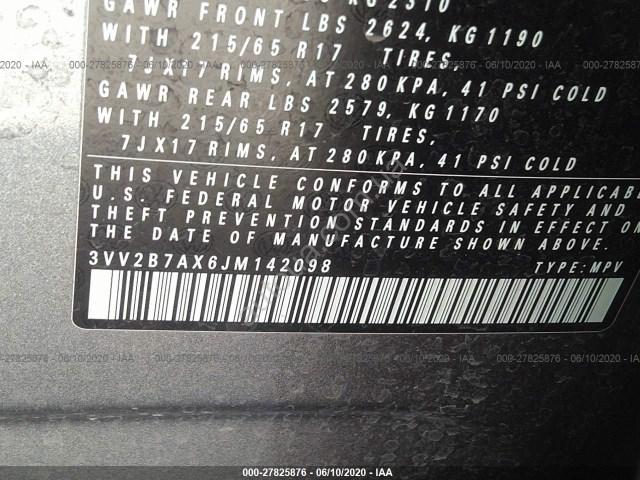 KG 2310
GAWR FRONT LBS 2624, KG 1190
WITH 215/65 R17 TIRES,
7JX17 RIMS, AT 280 KPA, 41 PSI COLD
GAWR REAR LBS 2579, KG 1170
WITH 215/65 R17 TIRES,
7JX17 RIMS, AT 280 KPA, 41 PSI COLD
THIS VEHICLE CONFORMS TO ALL APPLICABLE
U.S. FEDERAL MOTOR VEHICLE SAFETY AND
THEFT PREVENTION STANDARDS IN EFFECT ON
THE DATE OF MANUFACTURE SHOWN ABOVE.
3VV2B7AX6JM142098 TYPE: MPV
000-27825876 - 06/10/2020 - IAA